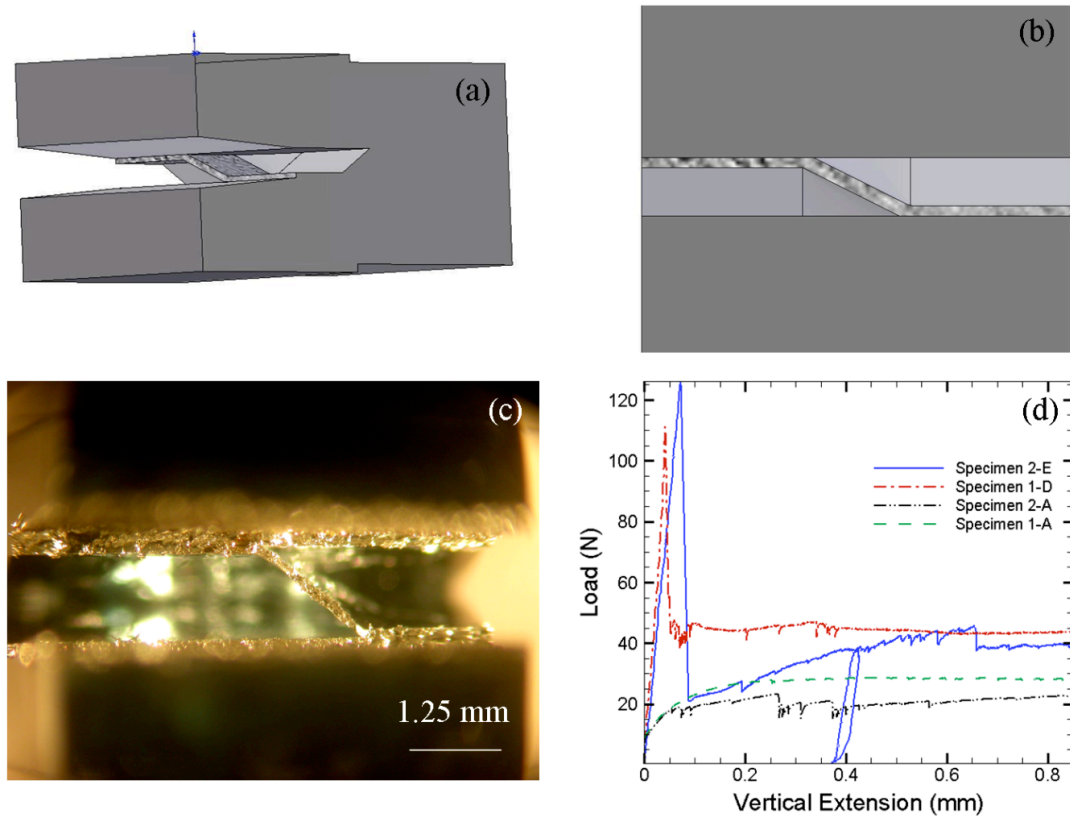 (a)
(b)
(c)
1.25 mm
(d)
Load (N)
120
100
80
60
40
20
Specimen 2-E
Specimen 1-D
Specimen 2-A
Specimen 1-A
0 0.2 0.4 0.6 0.8
Vertical Extension (mm)